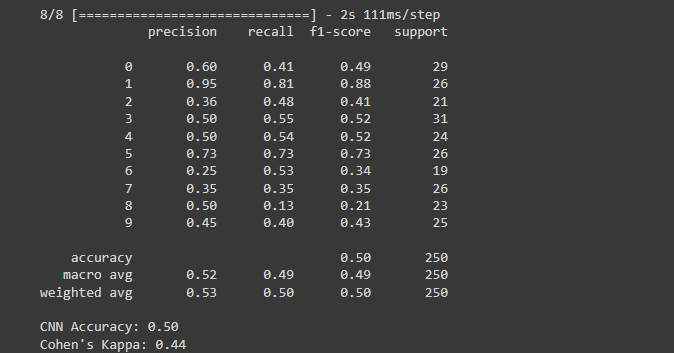 8/8 [==============================] - 2s 111ms/step
precision recall f1-score support
0 0.60 0.41 0.49 29
1 0.95 0.81 0.88 26
2 0.36 0.48 0.41 21
3 0.50 0.55 0.52 31
4 0.50 0.54 0.52 24
5 0.73 0.73 0.73 26
6 0.25 0.53 0.34 19
7 0.35 0.35 0.35 26
8 0.50 0.13 0.21 23
9 0.45 0.40 0.43 25
accuracy 0.50 250
macro avg 0.52 0.49 0.49 250
weighted avg 0.53 0.50 0.50 250
CNN Accuracy: 0.50
Cohen's Kappa: 0.44